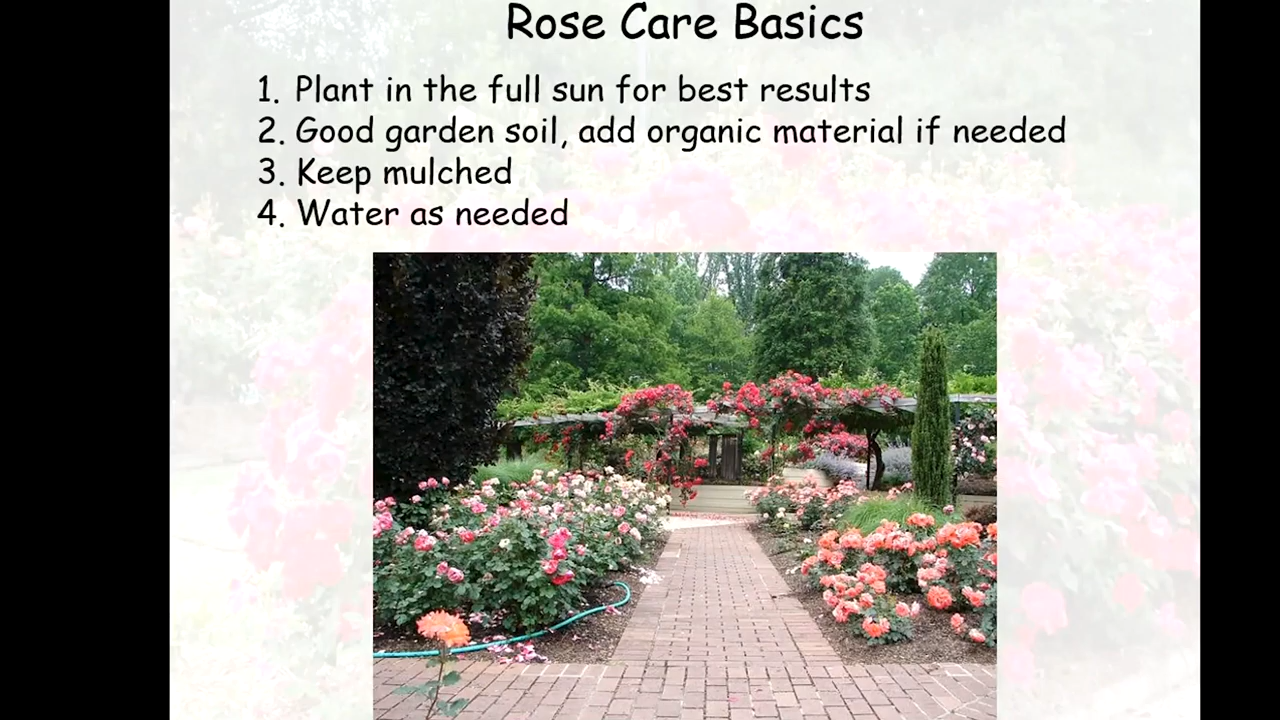 Rose Care Basics
1. Plant in the full sun for best results
2. Good garden soil, add organic material if needed
3. Keep mulched
4. Water as needed